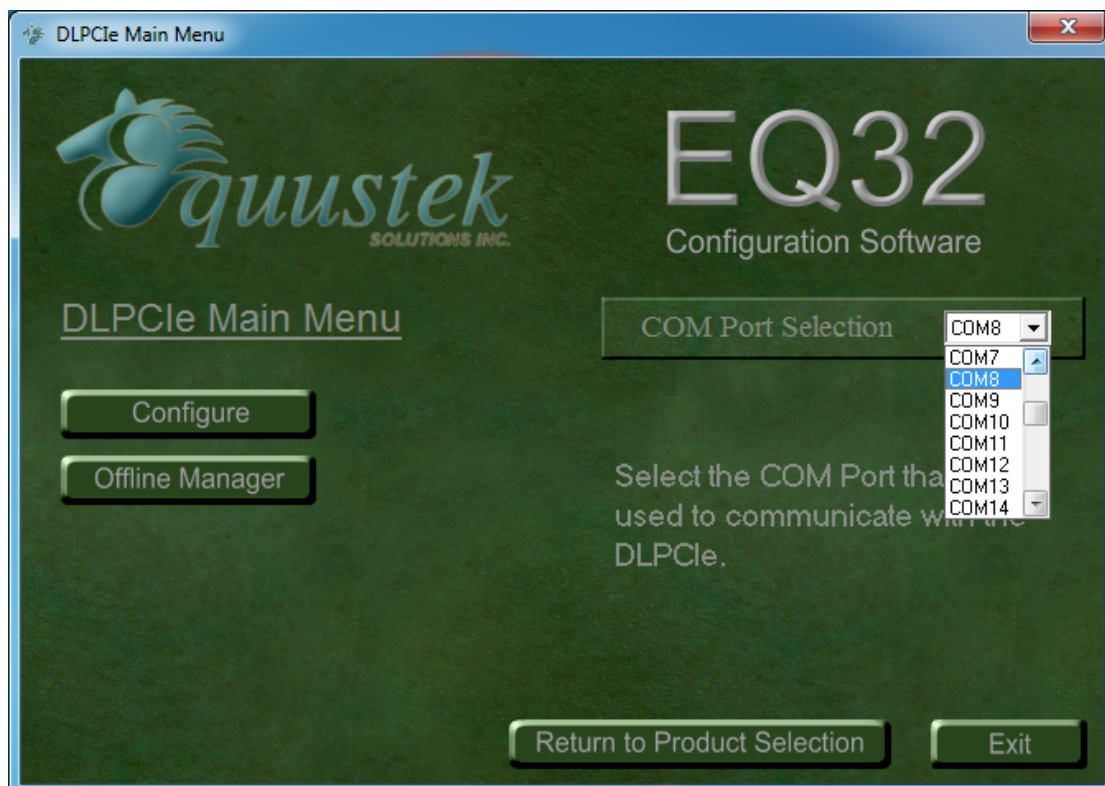 DLPCIe Main Menu
Equustek
SOLUTIONS INC.
EQ32
Configuration Software
DLPCIe Main Menu
COM Port Selection
COM8
COM7
COM8
COM9
COM10
COM11
COM12
COM13
COM14
Configure
Offline Manager
Select the COM Port
used to communicate with the
DLPCIe.
Return to Product Selection
Exit